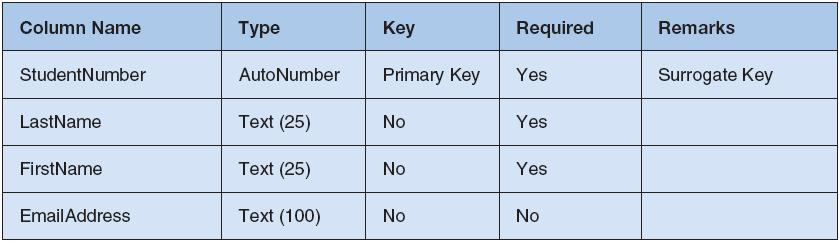 Column Name Type Key Required Remarks
StudentNumber AutoNumber Primary Key Yes Surrogate Key
LastName Text (25) No Yes
FirstName Text (25) No Yes
EmailAddress Text (100) No No